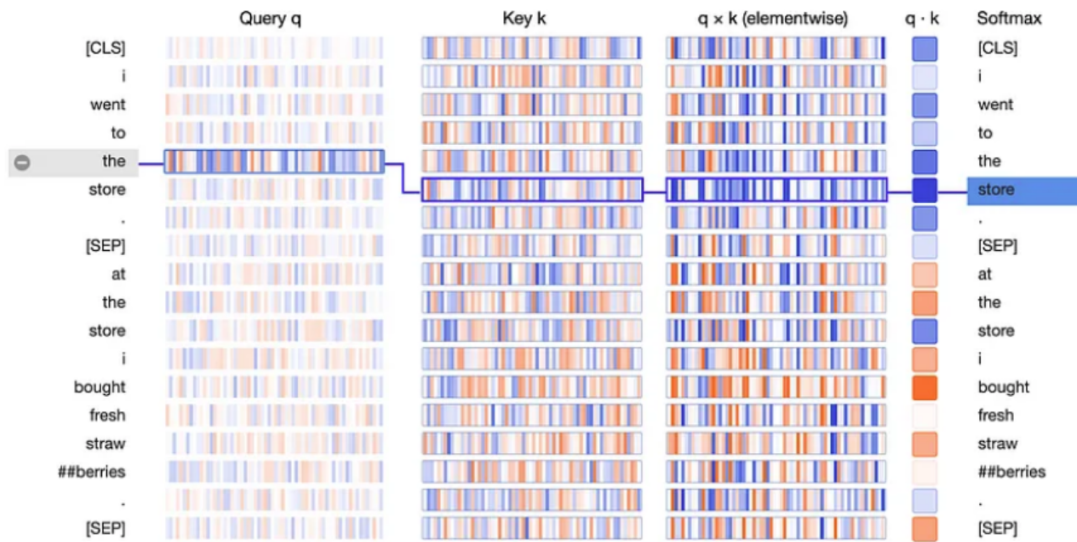 Query q Key k q × k (elementwise) q · k Softmax
[CLS] [CLS]
i i
went went
to to
the the
store store
. .
[SEP] [SEP]
at at
the the
store store
i i
bought bought
fresh fresh
straw straw
##berries ##berries
. .
[SEP] [SEP]